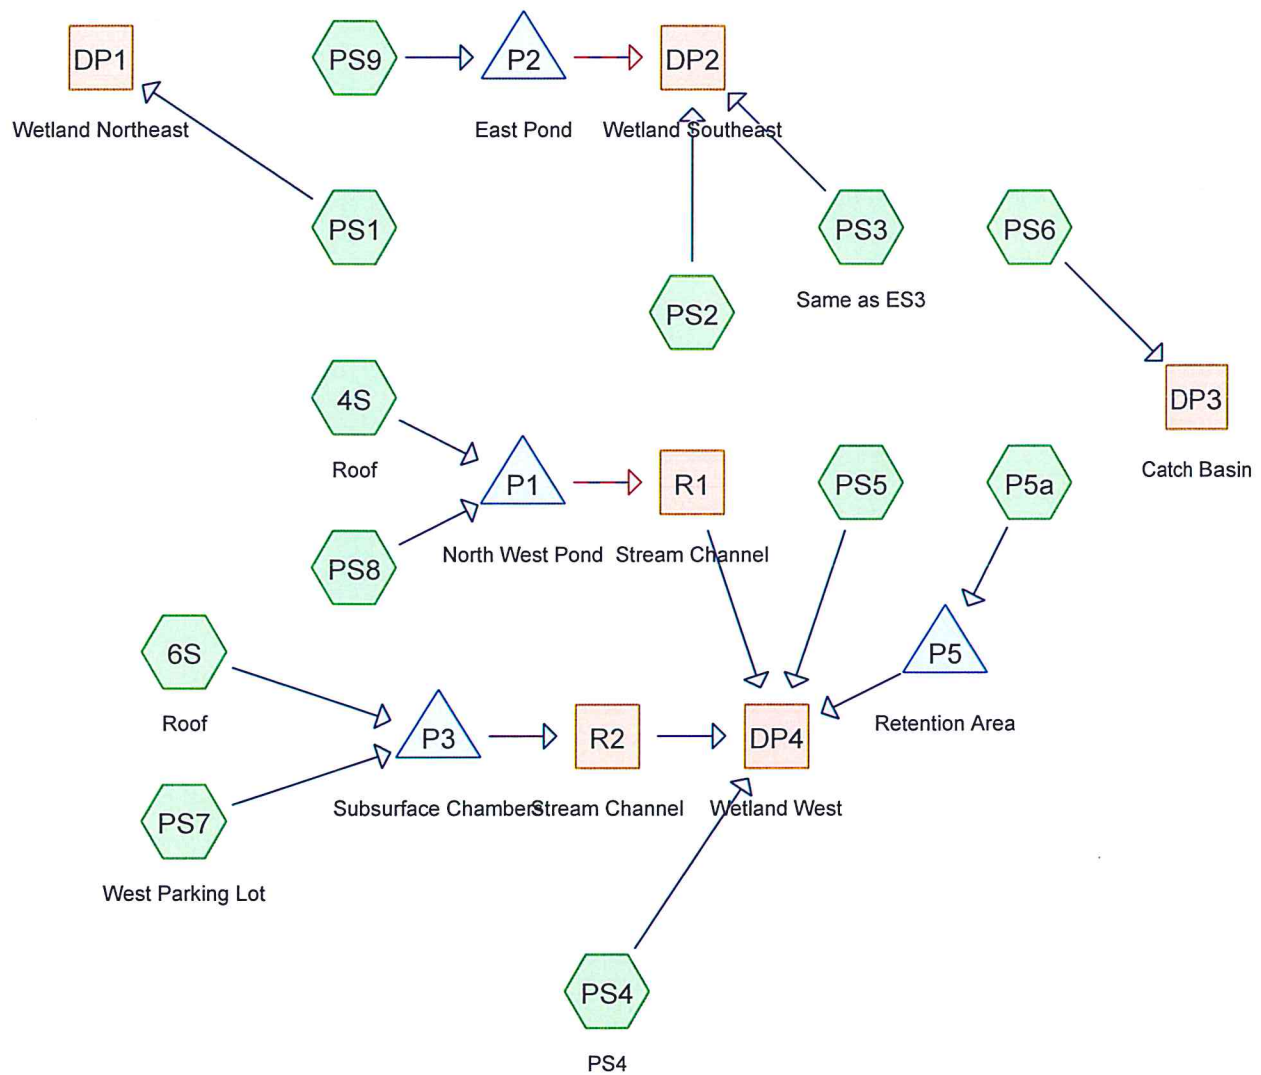 DP1
PS9
P2
DP2
Wetland Northeast
East Pond
Wetland Southeast
PS1
PS3
PS6
Same as ES3
PS2
4S
DP3
Roof
Catch Basin
P1
R1
PS5
P5a
North West Pond
Stream Channel
PS8
6S
P5
Roof
Retention Area
P3
R2
DP4
Subsurface Chambers
Stream Channel
Wetland West
PS7
West Parking Lot
PS4
PS4